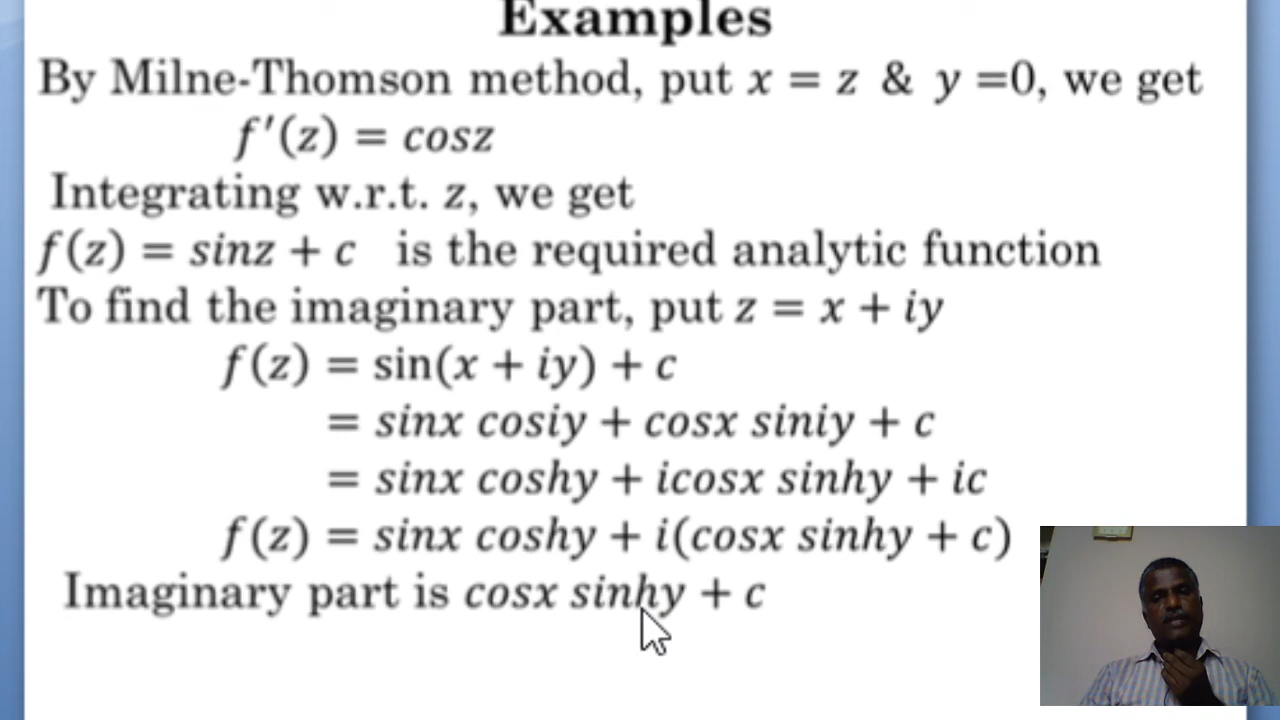 Examples
By Milne-Thomson method, put x = z & y =0, we get
f′(z) = cosz
Integrating w.r.t. z, we get
f(z) = sinz + c is the required analytic function
To find the imaginary part, put z = x + iy
f(z) = sin(x + iy) + c
= sinx cosiy + cosx siniy + c
= sinx coshy + icosx sinhy + ic
f(z) = sinx coshy + i(cosx sinhy + c)
Imaginary part is cosx sinhy + c